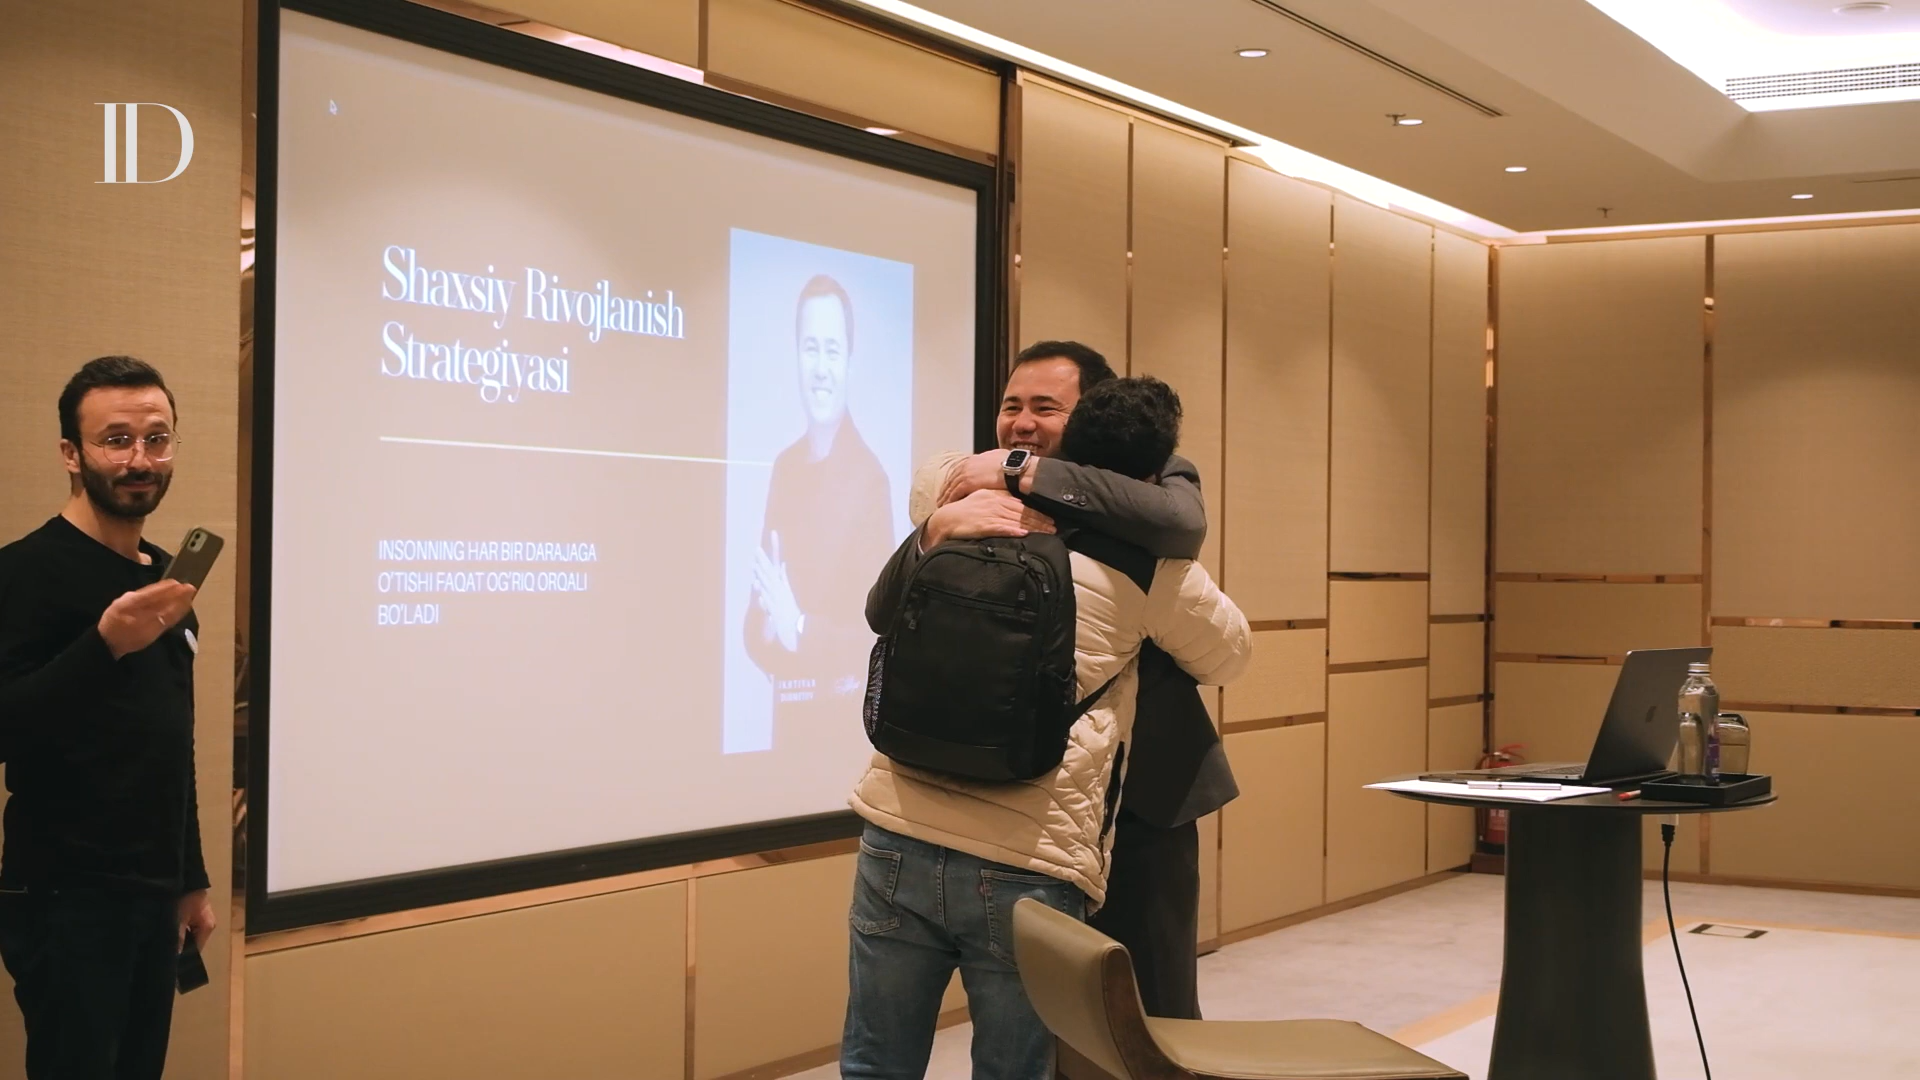 ID
Shaxsiy Rivojlanish
Strategiyasi
INSONNING HAR BIR DARAJAGA
O'TISHI FAQAT OG'RIQ ORQALI
BO'LADI